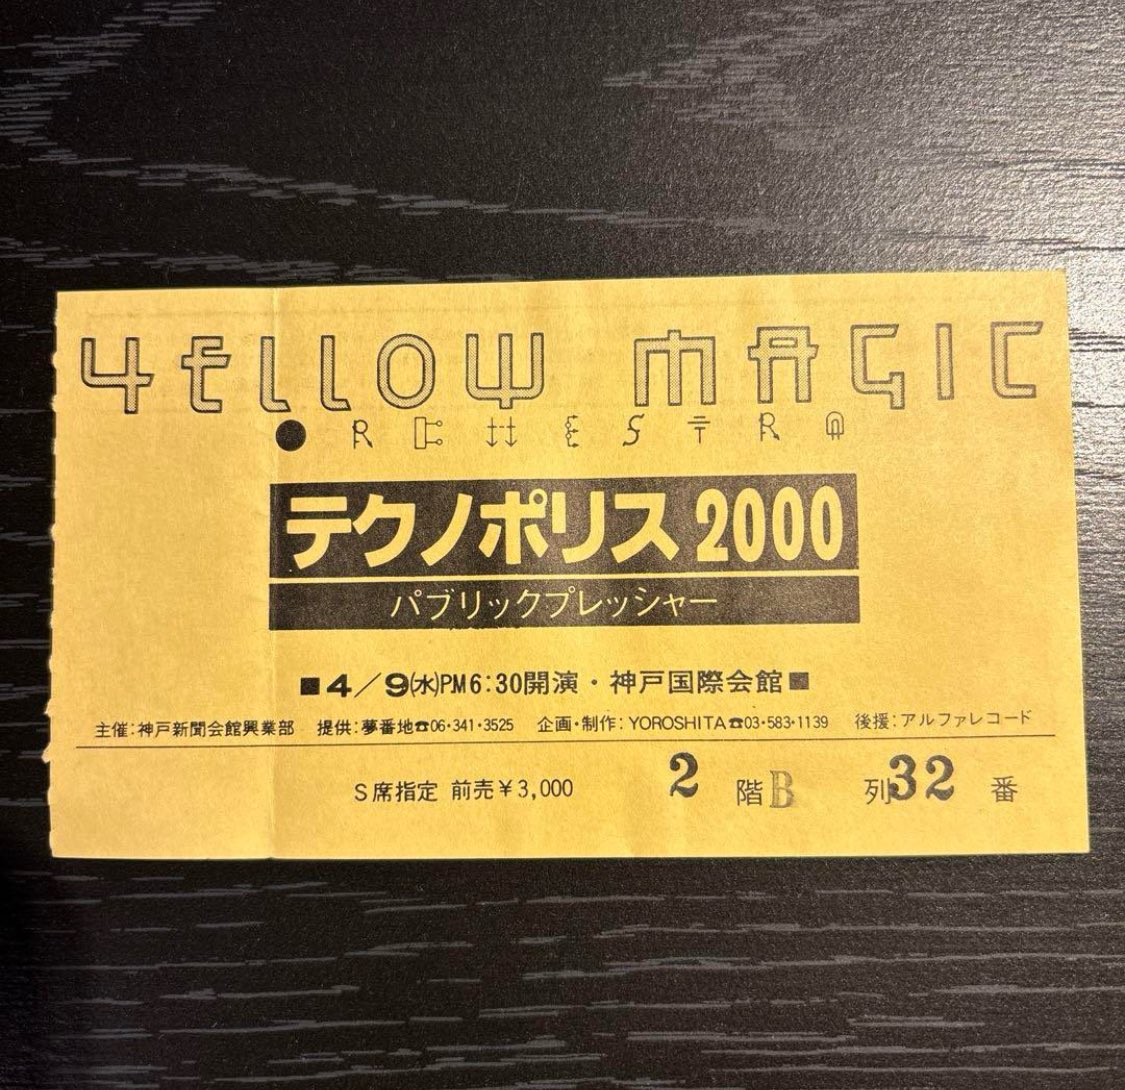 YELLOW MAGIC
ORCHESTRA
テクノポリス2000
パブリックプレッシャー
■4/9(水)PM6:30開演・神戸国際会館■
主催:神戸新聞会館興業部 提供:夢番地☎06・341・3525 企画・制作:YOROSHITA☎03・583・1139 後援:アルファレコード
S席指定 前売¥3,000 2階B列32番